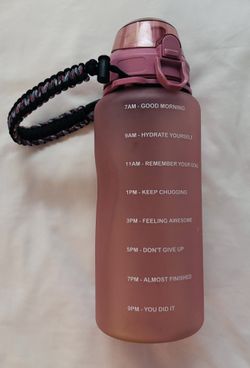 7AM - GOOD MORNING
9AM - HYDRATE YOURSELF
11AM - REMEMBER YOUR GOAL
1PM - KEEP CHUGGING
3PM - FEELING AWESOME
5PM - DON'T GIVE UP
7PM - ALMOST FINISHED
9PM - YOU DID IT